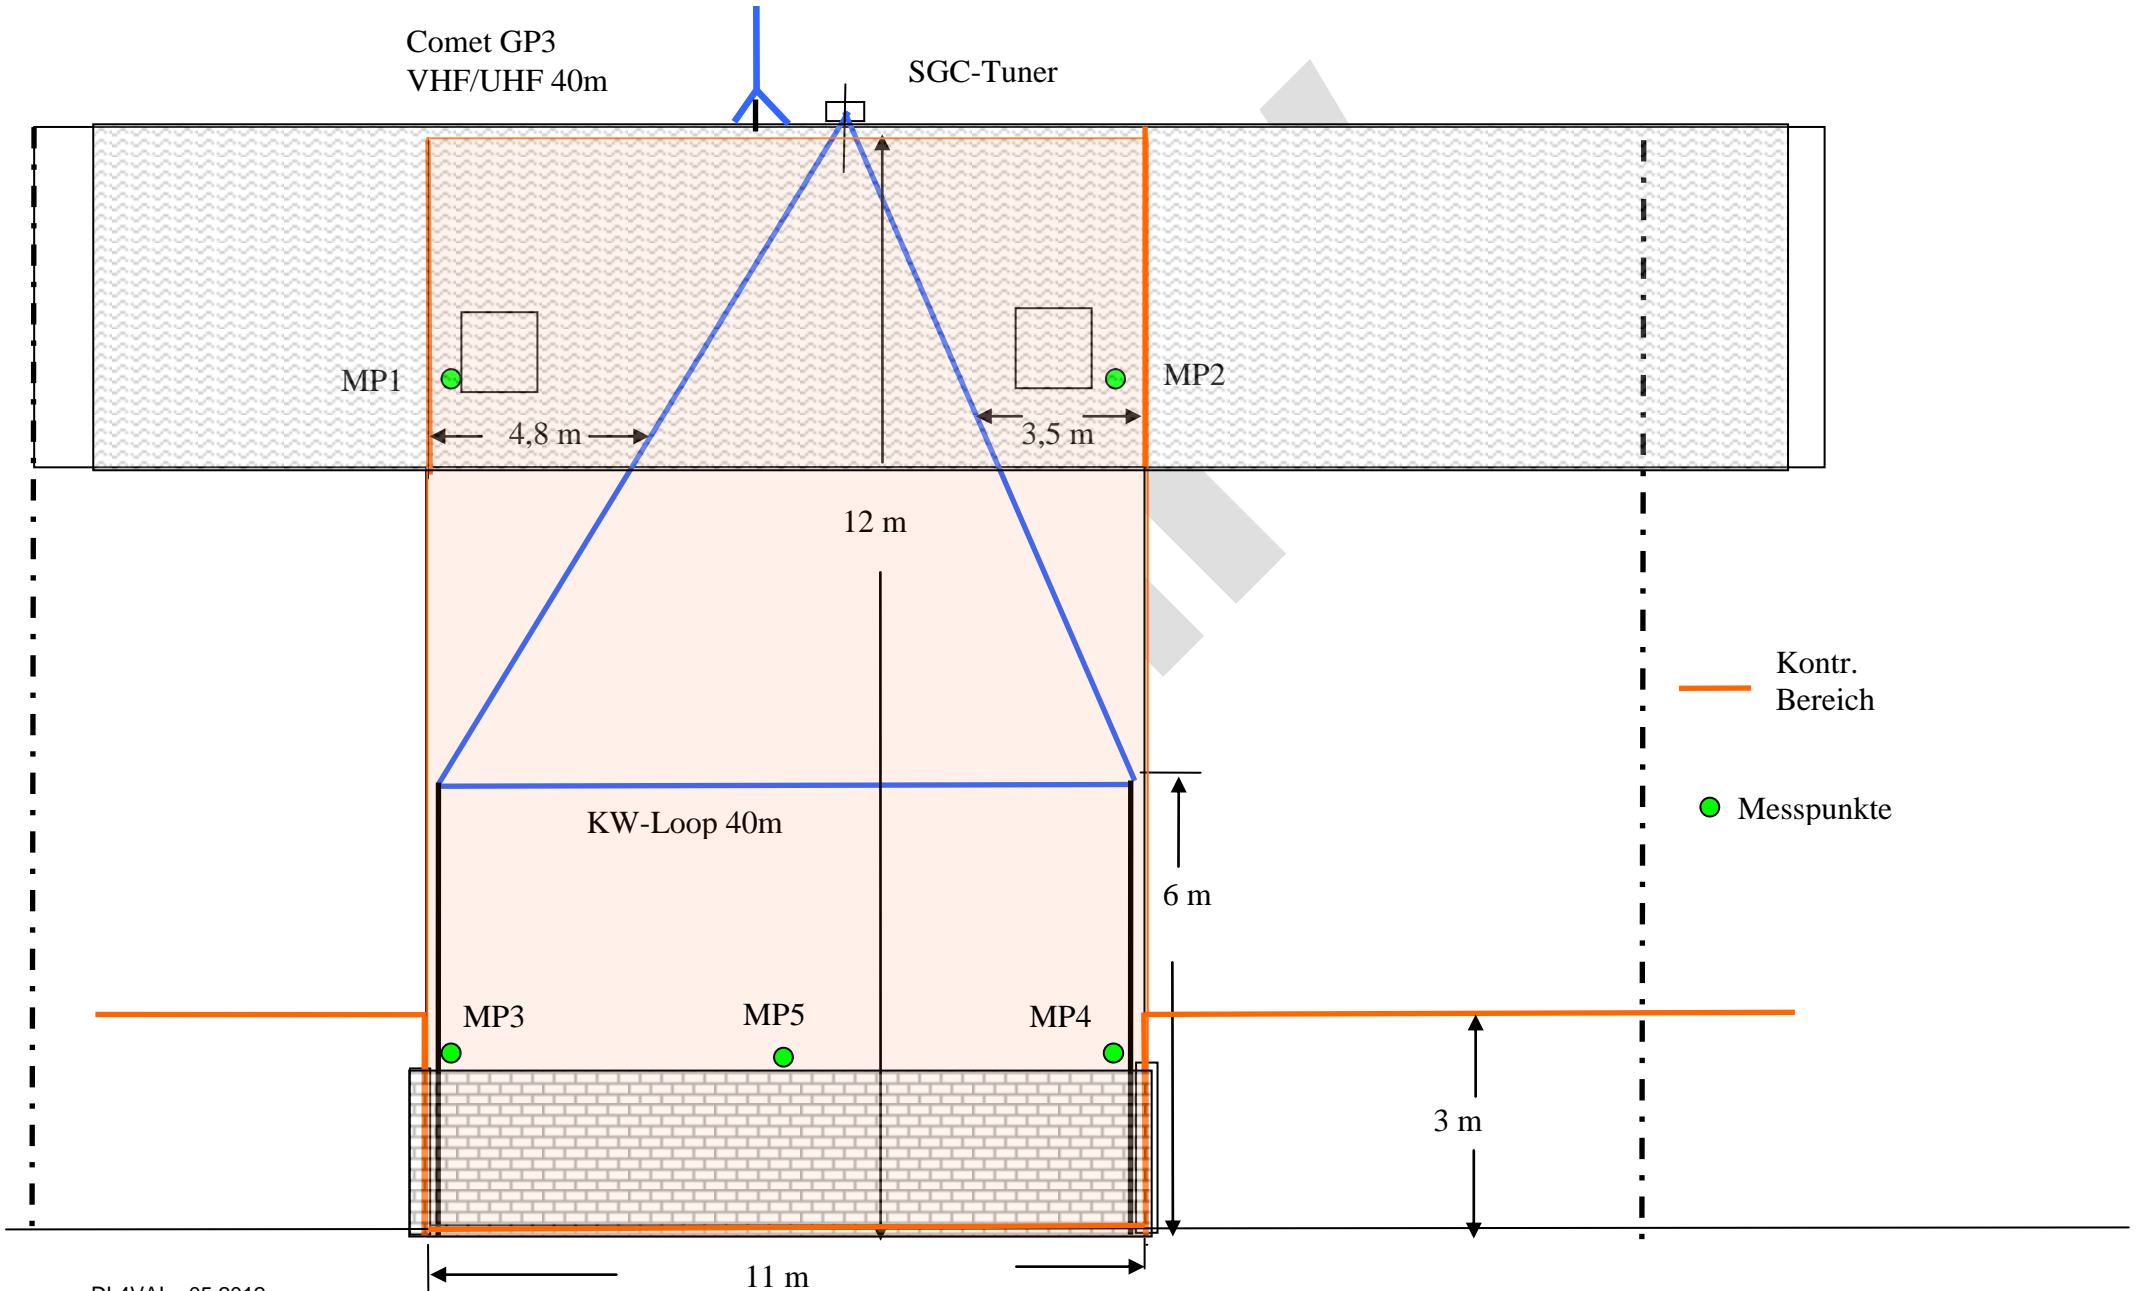 Comet GP3
VHF/UHF 40m
SGC-Tuner
MP1
MP2
4,8 m
3,5 m
12 m
Kontr.
Bereich
KW-Loop 40m
Messpunkte
6 m
MP3
MP5
MP4
3 m
11 m